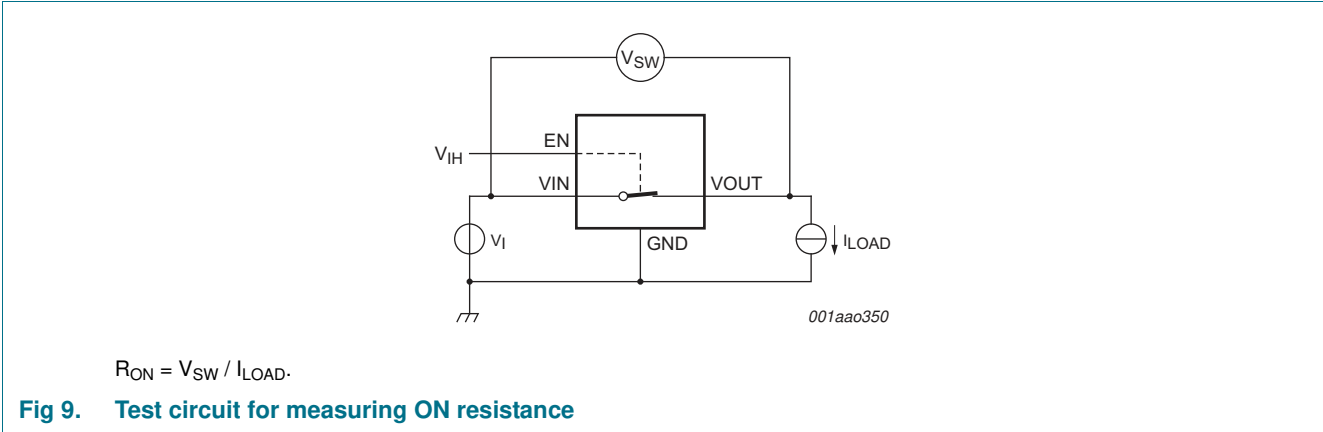 VSW
EN
VIH
VIN
VOUT
VI
GND
ILOAD
001aao350
RON = VSW / ILOAD.
Fig 9. Test circuit for measuring ON resistance